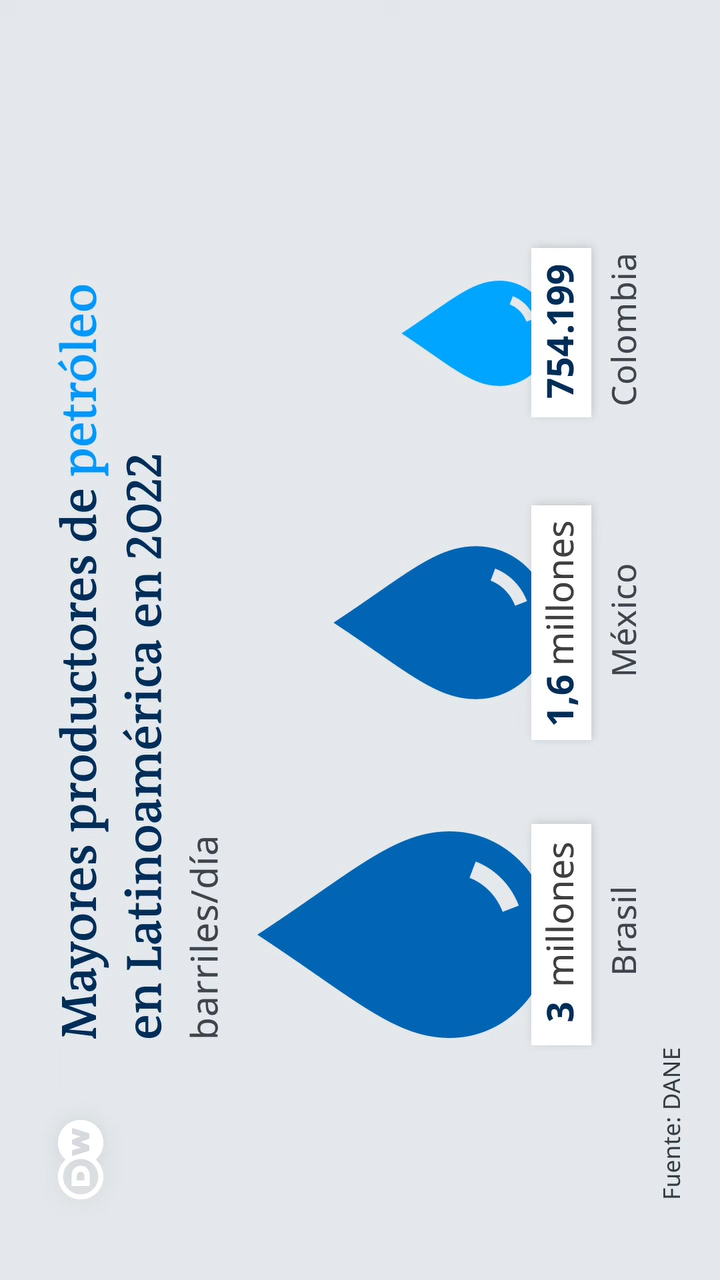 DW
Mayores productores de petróleo
en Latinoamérica en 2022
barriles/día
3 millones
Brasil
1,6 millones
México
754.199
Colombia
Fuente: DANE